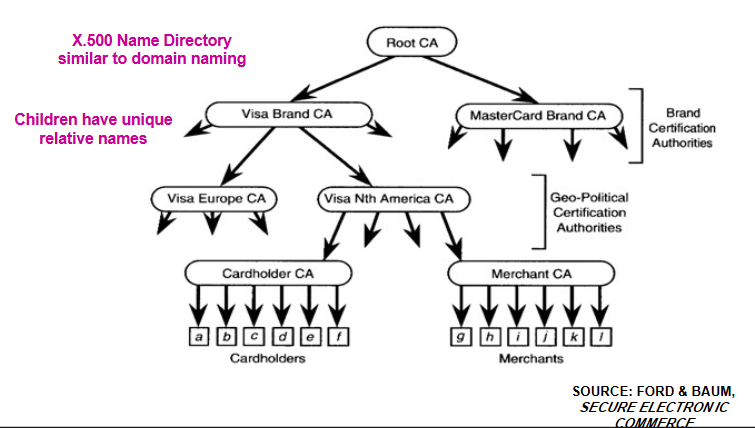 X.500 Name Directory
similar to domain naming
Root CA
Children have unique
relative names
Visa Brand CA
MasterCard Brand CA
Brand
Certification
Authorities
Visa Europe CA
Visa Nth America CA
Geo-Political
Certification
Authorities
Cardholder CA
Merchant CA
a b c d e f
g h i j k l
Cardholders
Merchants
SOURCE: FORD & BAUM,
SECURE ELECTRONIC
COMMERCE